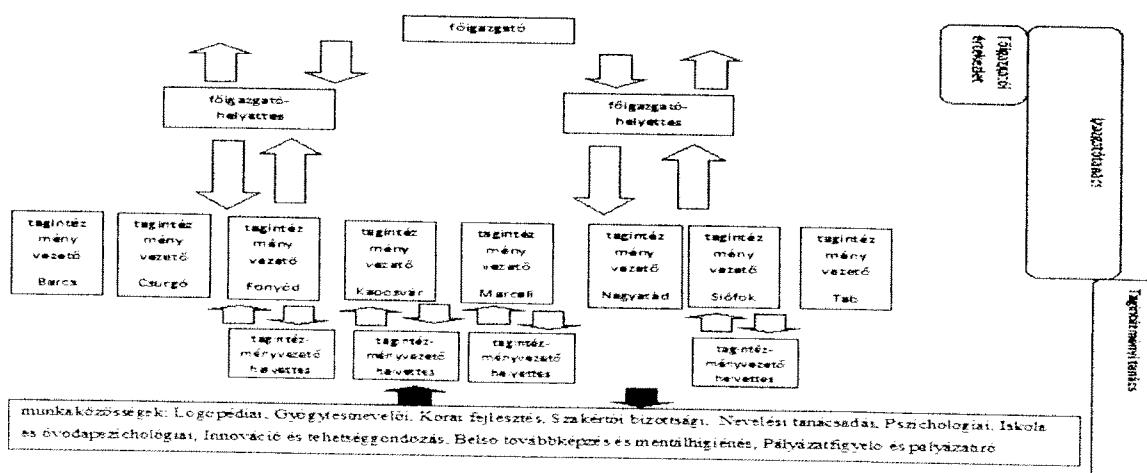 főigazgató
főigazgató-
helyettes
főigazgató-
helyettes
tagintéz
mény
vezető
Barcs
tagintéz
mény
vezető
Csurgó
tagintéz
mény
vezető
Fonyód
tagintéz
mény
vezető
Kaposvár
tagintéz
mény
vezető
Marcali
tagintéz
mény
vezető
Nagyatád
tagintéz
mény
vezető
Siófok
tagintéz
mény
vezető
Tab
tagintéz-
ményvezető
helyettes
tagintéz-
ményvezető
helyettes
tagintéz-
ményvezető
helyettes
tagintéz-
ményvezető
helyettes
munkaközösségek: Logopédiai, Gyógytestnevelői, Korai fejlesztés, Szakértői bizottsági, Nevelési tanácsadás, Pszichológiai, Iskola
és óvodapszichológiai, Innováció és tehetséggondozás, Belső továbbképzés és mentálhigiénés, Pályázatfigyelő és pályázatíró
Főigazgatói
értekezlet
Igazgatótanács